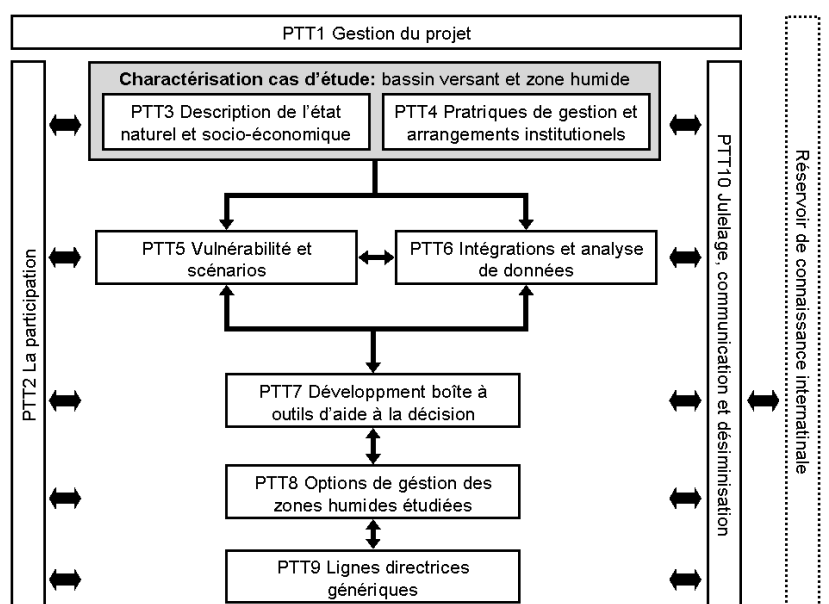 PTT1 Gestion du projet
Charactérisation cas d'étude: bassin versant et zone humide
PTT3 Description de l'état
naturel et socio-économique
PTT4 Pratriques de gestion et
arrangements institutionels
PTT2 La participation
PTT10 Julelage, communication et désiminisation
Réservoir de connaissance internatinale
PTT5 Vulnérabilité et
scénarios
PTT6 Intégrations et analyse
de données
PTT7 Développment boîte à
outils d'aide à la décision
PTT8 Options de géstion des
zones humides étudiées
PTT9 Lignes directrices
génériques